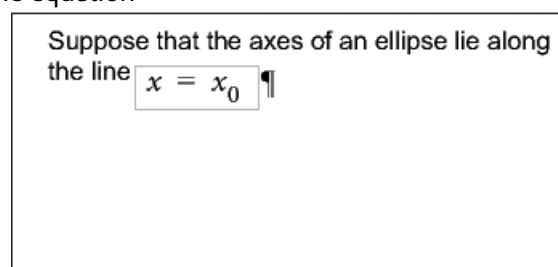 Suppose that the axes of an ellipse lie along
the line x = x₀ ¶